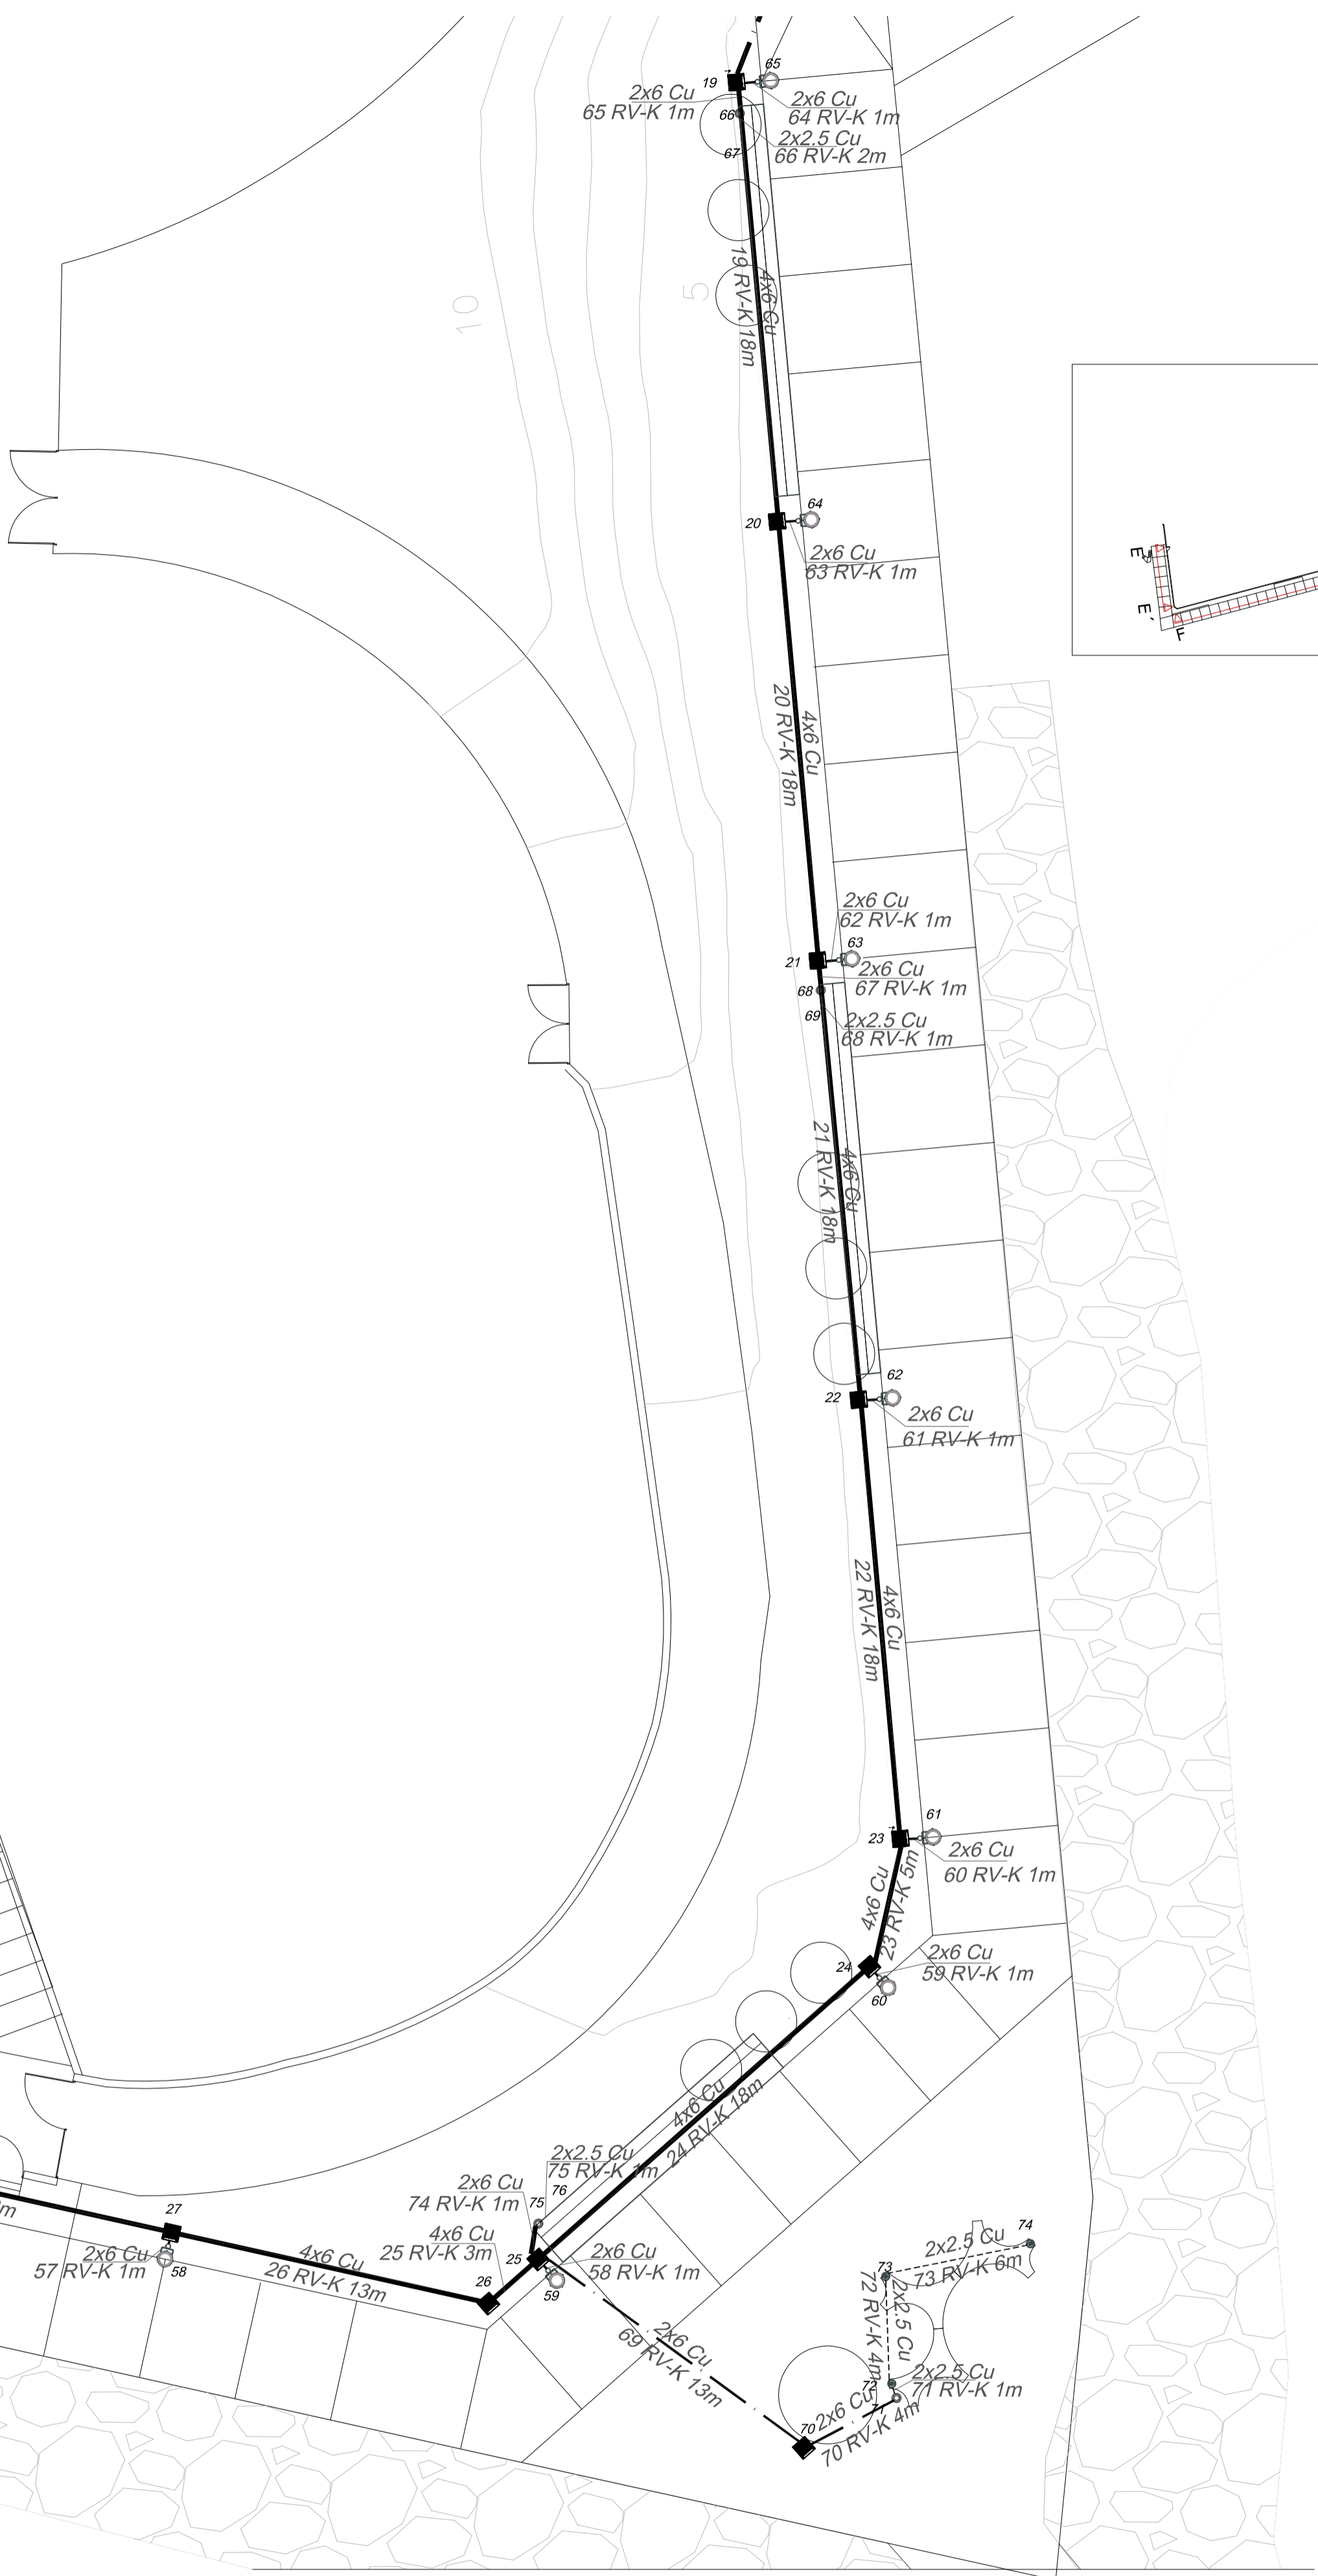 65
19
2x6 Cu
65 RV-K 1m
2x6 Cu
64 RV-K 1m
66
2x2.5 Cu
66 RV-K 2m
67
4x6 Cu
19 RV-K 18m
10
5
64
20
2x6 Cu
63 RV-K 1m
E
E'
F
4x6 Cu
20 RV-K 18m
2x6 Cu
62 RV-K 1m
63
21
2x6 Cu
67 RV-K 1m
68
69
2x2.5 Cu
68 RV-K 1m
4x6 Cu
21 RV-K 18m
62
22
2x6 Cu
61 RV-K 1m
4x6 Cu
22 RV-K 18m
61
23
2x6 Cu
60 RV-K 1m
4x6 Cu
23 RV-K 5m
24
2x6 Cu
59 RV-K 1m
60
4x6 Cu
24 RV-K 18m
2x2.5 Cu
75 RV-K 1m
2x6 Cu
74 RV-K 1m
75
76
27
4x6 Cu
25 RV-K 3m
25
2x6 Cu
58 RV-K 1m
59
2x6 Cu
57 RV-K 1m
58
4x6 Cu
26 RV-K 13m
26
74
2x2.5 Cu
73 RV-K 6m
73
2x2.5 Cu
72 RV-K 4m
2x6 Cu
69 RV-K 13m
72
2x2.5 Cu
71 RV-K 1m
71
70
2x6 Cu
70 RV-K 4m